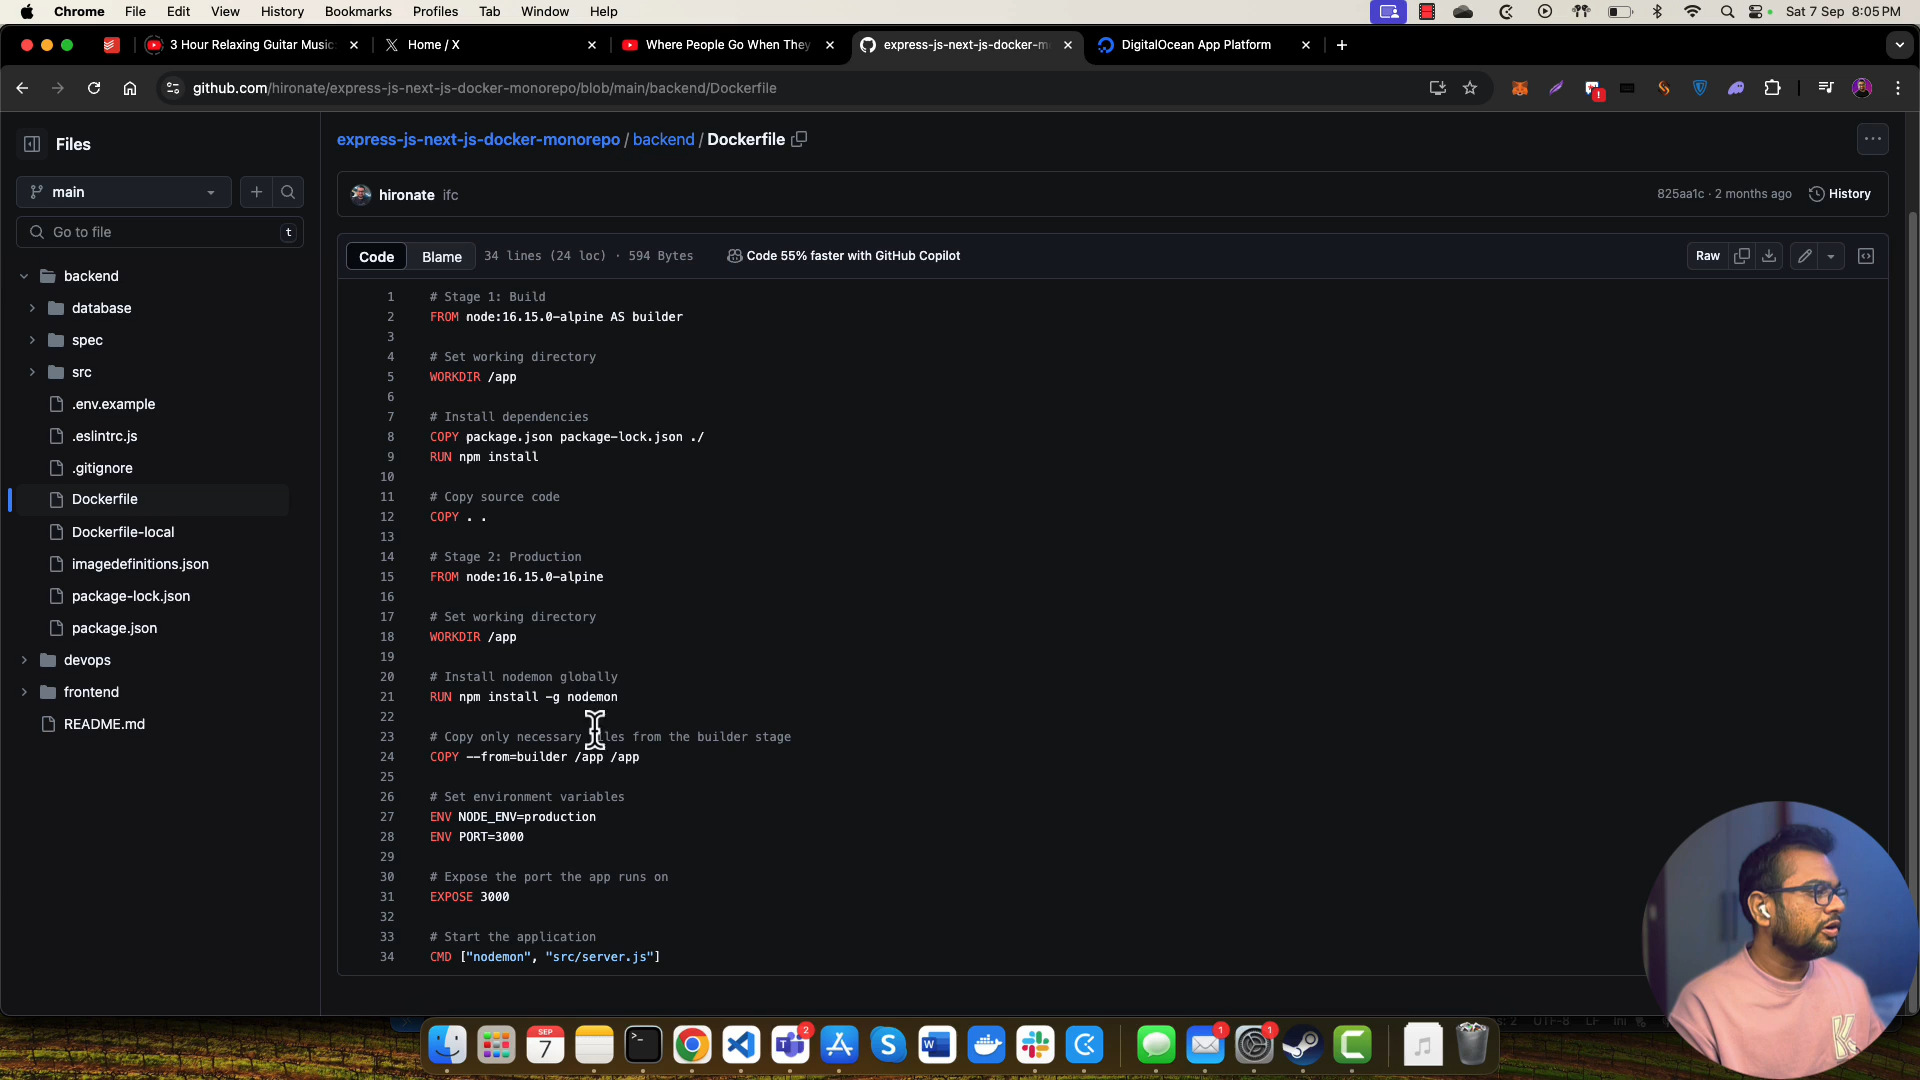 Chrome File Edit View History Bookmarks Profiles Tab Window Help
Sat 7 Sep 8:05 PM
3 Hour Relaxing Guitar Music
Home / X
Where People Go When They
express-js-next-js-docker-m
DigitalOcean App Platform
github.com/hironate/express-js-next-js-docker-monorepo/blob/main/backend/Dockerfile
Files
main
Go to file
t
backend
database
spec
src
.env.example
.eslintrc.js
.gitignore
Dockerfile
Dockerfile-local
imagedefinitions.json
package-lock.json
package.json
devops
frontend
README.md
express-js-next-js-docker-monorepo / backend / Dockerfile
hironate ifc
825aa1c · 2 months ago
History
Code Blame 34 lines (24 loc) · 594 Bytes
Code 55% faster with GitHub Copilot
Raw
1 # Stage 1: Build
2 FROM node:16.15.0-alpine AS builder
3
4 # Set working directory
5 WORKDIR /app
6
7 # Install dependencies
8 COPY package.json package-lock.json ./
9 RUN npm install
10
11 # Copy source code
12 COPY . .
13
14 # Stage 2: Production
15 FROM node:16.15.0-alpine
16
17 # Set working directory
18 WORKDIR /app
19
20 # Install nodemon globally
21 RUN npm install -g nodemon
22
23 # Copy only necessary files from the builder stage
24 COPY --from=builder /app /app
25
26 # Set environment variables
27 ENV NODE_ENV=production
28 ENV PORT=3000
29
30 # Expose the port the app runs on
31 EXPOSE 3000
32
33 # Start the application
34 CMD ["nodemon", "src/server.js"]
UTF-8 LF
SEP
7
2
1
1